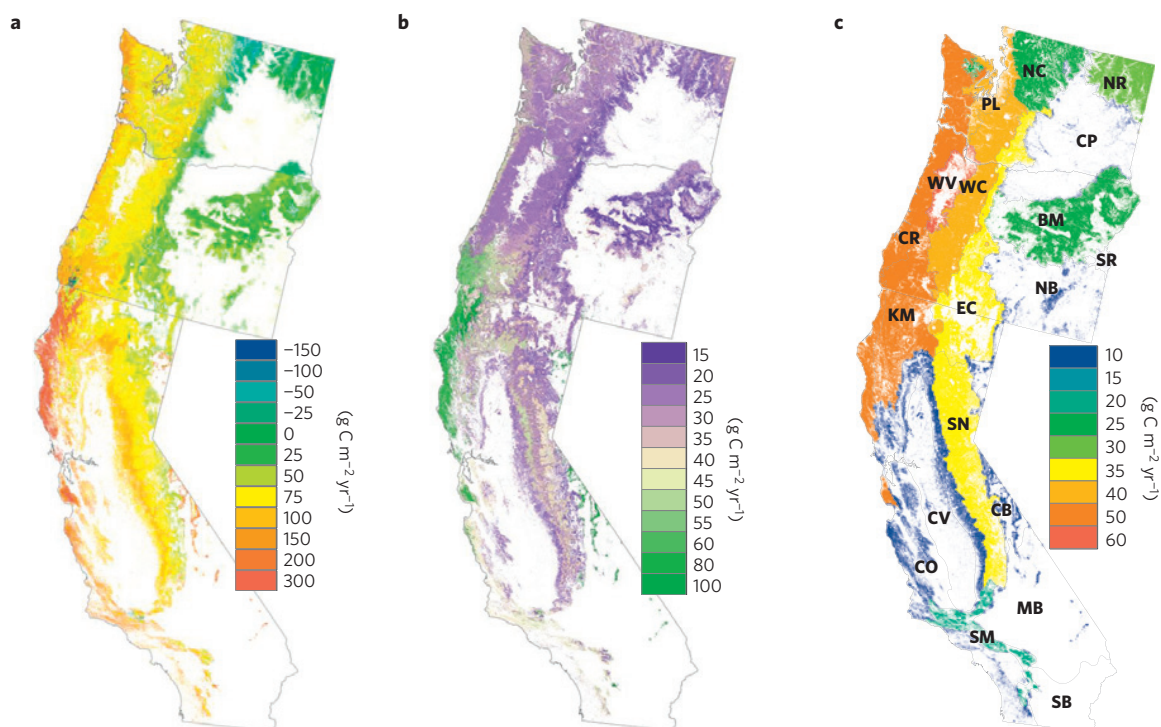 a
b
c
−150
−100
−50
−25
0
25
50
75
100
150
200
300
(g C m⁻² yr⁻¹)
15
20
25
30
35
40
45
50
55
60
80
100
(g C m⁻² yr⁻¹)
NC
NR
PL
CP
WV
WC
BM
CR
SR
NB
EC
KM
SN
CB
CV
CO
MB
SM
SB
10
15
20
25
30
35
40
50
60
(g C m⁻² yr⁻¹)